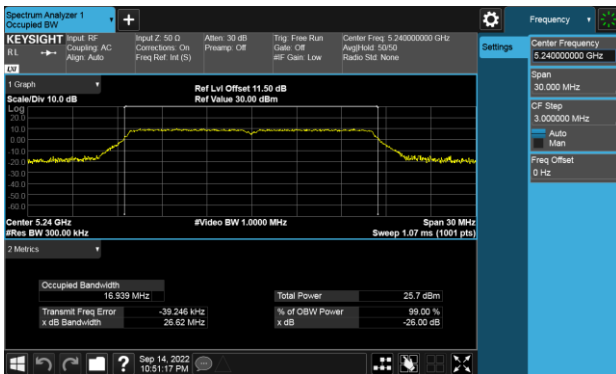 Spectrum Analyzer 1
Occupied BW
Frequency
KEYSIGHT
RL
LXI
Input: RF
Coupling: AC
Align: Auto
Input Z: 50 Ω
Corrections: On
Freq Ref: Int (S)
Atten: 30 dB
Preamp: Off
Trig: Free Run
Gate: Off
#IF Gain: Low
Center Freq: 5.240000000 GHz
Avg|Hold: 50/50
Radio Std: None
Settings
Center Frequency
5.240000000 GHz
Span
30.000 MHz
CF Step
3.000000 MHz
Auto
Man
Freq Offset
0 Hz
1 Graph
Scale/Div 10.0 dB
Ref Lvl Offset 11.50 dB
Ref Value 30.00 dBm
Log
20.0
10.0
0.00
-10.0
-20.0
-30.0
-40.0
-50.0
-60.0
Center 5.24 GHz
#Video BW 1.0000 MHz
Span 30 MHz
#Res BW 300.00 kHz
Sweep 1.07 ms (1001 pts)
2 Metrics
Occupied Bandwidth
16.939 MHz
Total Power 25.7 dBm
Transmit Freq Error -39.246 kHz
% of OBW Power 99.00 %
x dB Bandwidth 26.62 MHz
x dB -26.00 dB
?
Sep 14, 2022
10:51:17 PM